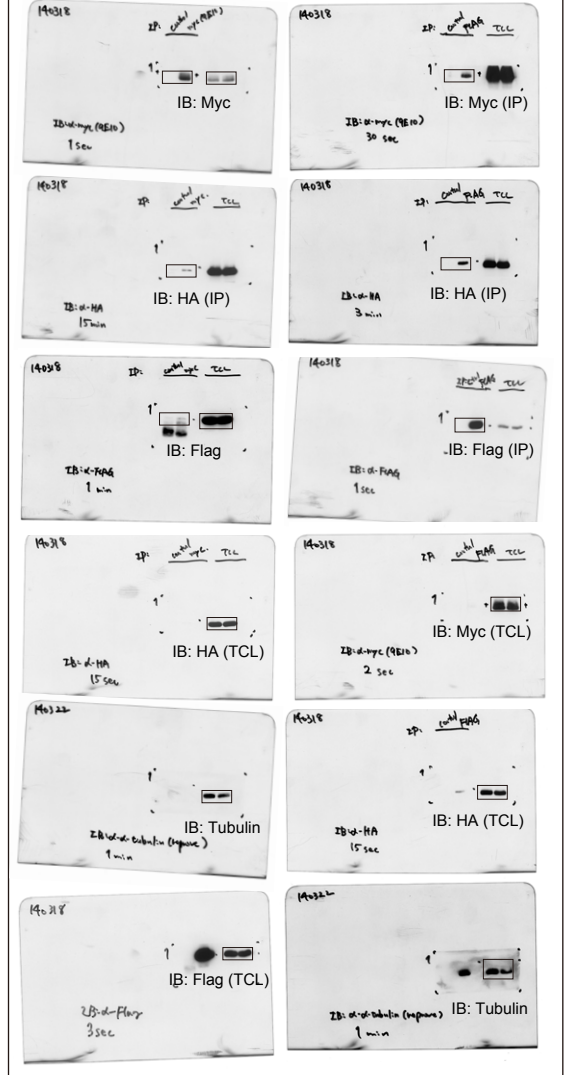 140318
IP: control myc (9E10)
1
IB: Myc
IB: α-myc (9E10)
1 sec
140318
IP: control FLAG TCL
1
IB: Myc (IP)
IB: α-myc (9E10)
30 sec
140318
IP: control myc. TCL
1
IB: HA (IP)
IB: α-HA
15 min
140318
IP: control FLAG TCL
1
IB: HA (IP)
IB: α-HA
3 min
140318
IP: control myc TCL
1
IB: Flag
IB: α-FLAG
1 min
140318
IP: ctrl FLAG TCL
1
IB: Flag (IP)
IB: α-FLAG
1 sec
140318
IP: control myc. TCL
1
IB: HA (TCL)
IB: α-HA
15 sec
140318
IP: control FLAG TCL
1
IB: Myc (TCL)
IB: α-myc (9E10)
2 sec
140322
1
IB: Tubulin
IB: α-α-tubulin (reprove)
1 min
140318
IP: control FLAG
1
IB: HA (TCL)
IB: α-HA
15 sec
140318
1
IB: Flag (TCL)
IB: α-Flag
3 sec
140322
1
IB: Tubulin
IB: α-α-tubulin (reprove)
1 min